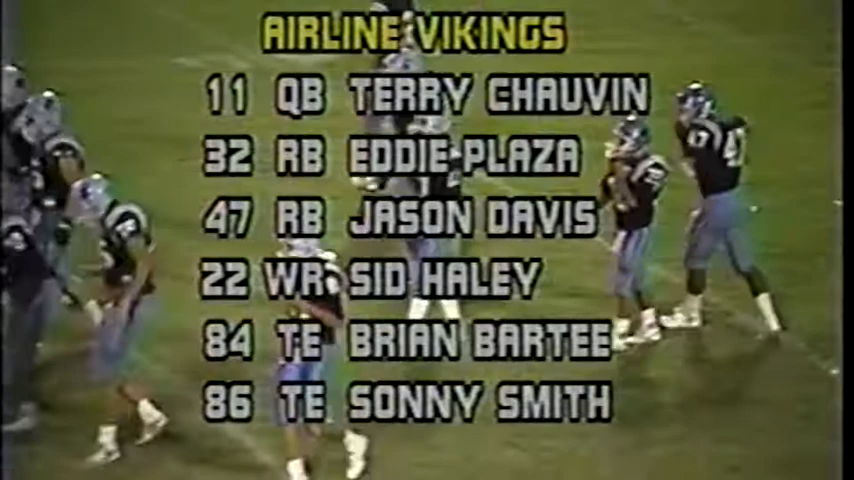 AIRLINE VIKINGS
11 QB TERRY CHAUVIN
32 RB EDDIE PLAZA
47 RB JASON DAVIS
22 WR SID HALEY
84 TE BRIAN BARTEE
86 TE SONNY SMITH
47